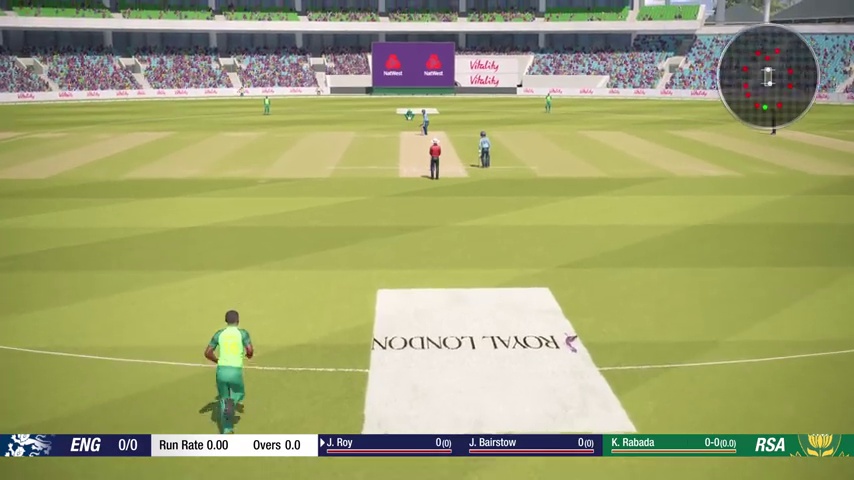 NatWest NatWest
Vitality
Vitality
ROYAL LONDON
ENG 0/0 Run Rate 0.00 Overs 0.0 J. Roy 0(0) J. Bairstow 0(0) K. Rabada 0-0(0.0) RSA